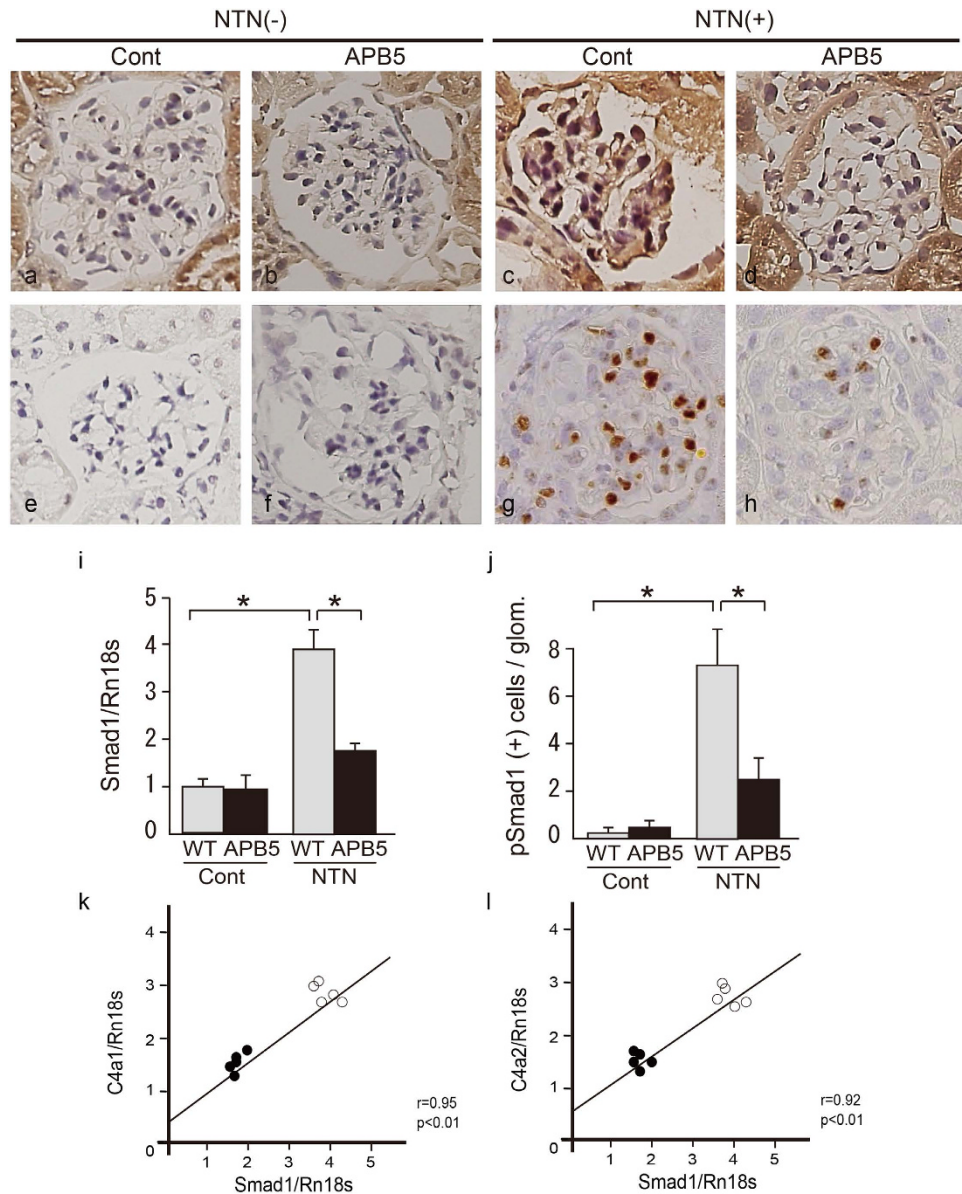 NTN(-) NTN(+)
Cont APB5 Cont APB5
a b c d
e f g h
i j
Smad1/Rn18s
5
4
3
2
1
0
* *
WT APB5 WT APB5
Cont NTN
pSmad1 (+) cells / glom.
8
6
4
2
0
* *
WT APB5 WT APB5
Cont NTN
k l
C4a1/Rn18s
4
3
2
1
0
1 2 3 4 5
Smad1/Rn18s
r=0.95
p<0.01
C4a2/Rn18s
4
3
2
1
0
1 2 3 4 5
Smad1/Rn18s
r=0.92
p<0.01